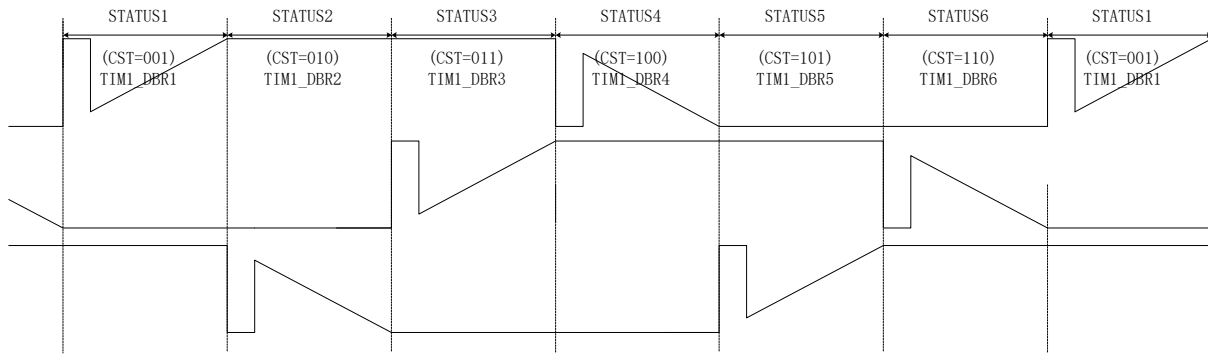 STATUS1 STATUS2 STATUS3 STATUS4 STATUS5 STATUS6 STATUS1
(CST=001) (CST=010) (CST=011) (CST=100) (CST=101) (CST=110) (CST=001)
TIM1_DBR1 TIM1_DBR2 TIM1_DBR3 TIM1_DBR4 TIM1_DBR5 TIM1_DBR6 TIM1_DBR1